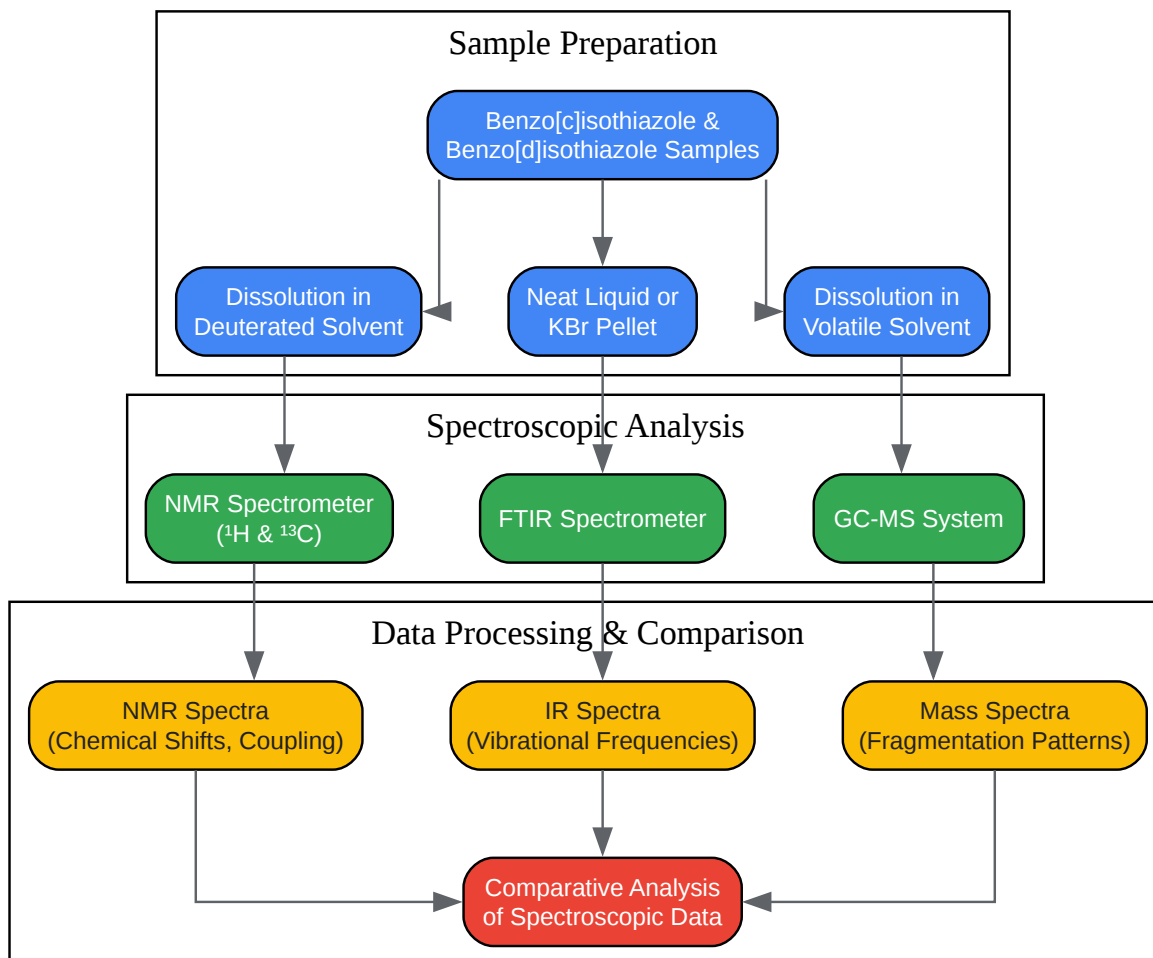 Sample Preparation
Benzo[c]isothiazole &
Benzo[d]isothiazole Samples
Dissolution in
Deuterated Solvent
Neat Liquid or
KBr Pellet
Dissolution in
Volatile Solvent
Spectroscopic Analysis
NMR Spectrometer
(¹H & ¹³C)
FTIR Spectrometer
GC-MS System
Data Processing & Comparison
NMR Spectra
(Chemical Shifts, Coupling)
IR Spectra
(Vibrational Frequencies)
Mass Spectra
(Fragmentation Patterns)
Comparative Analysis
of Spectroscopic Data